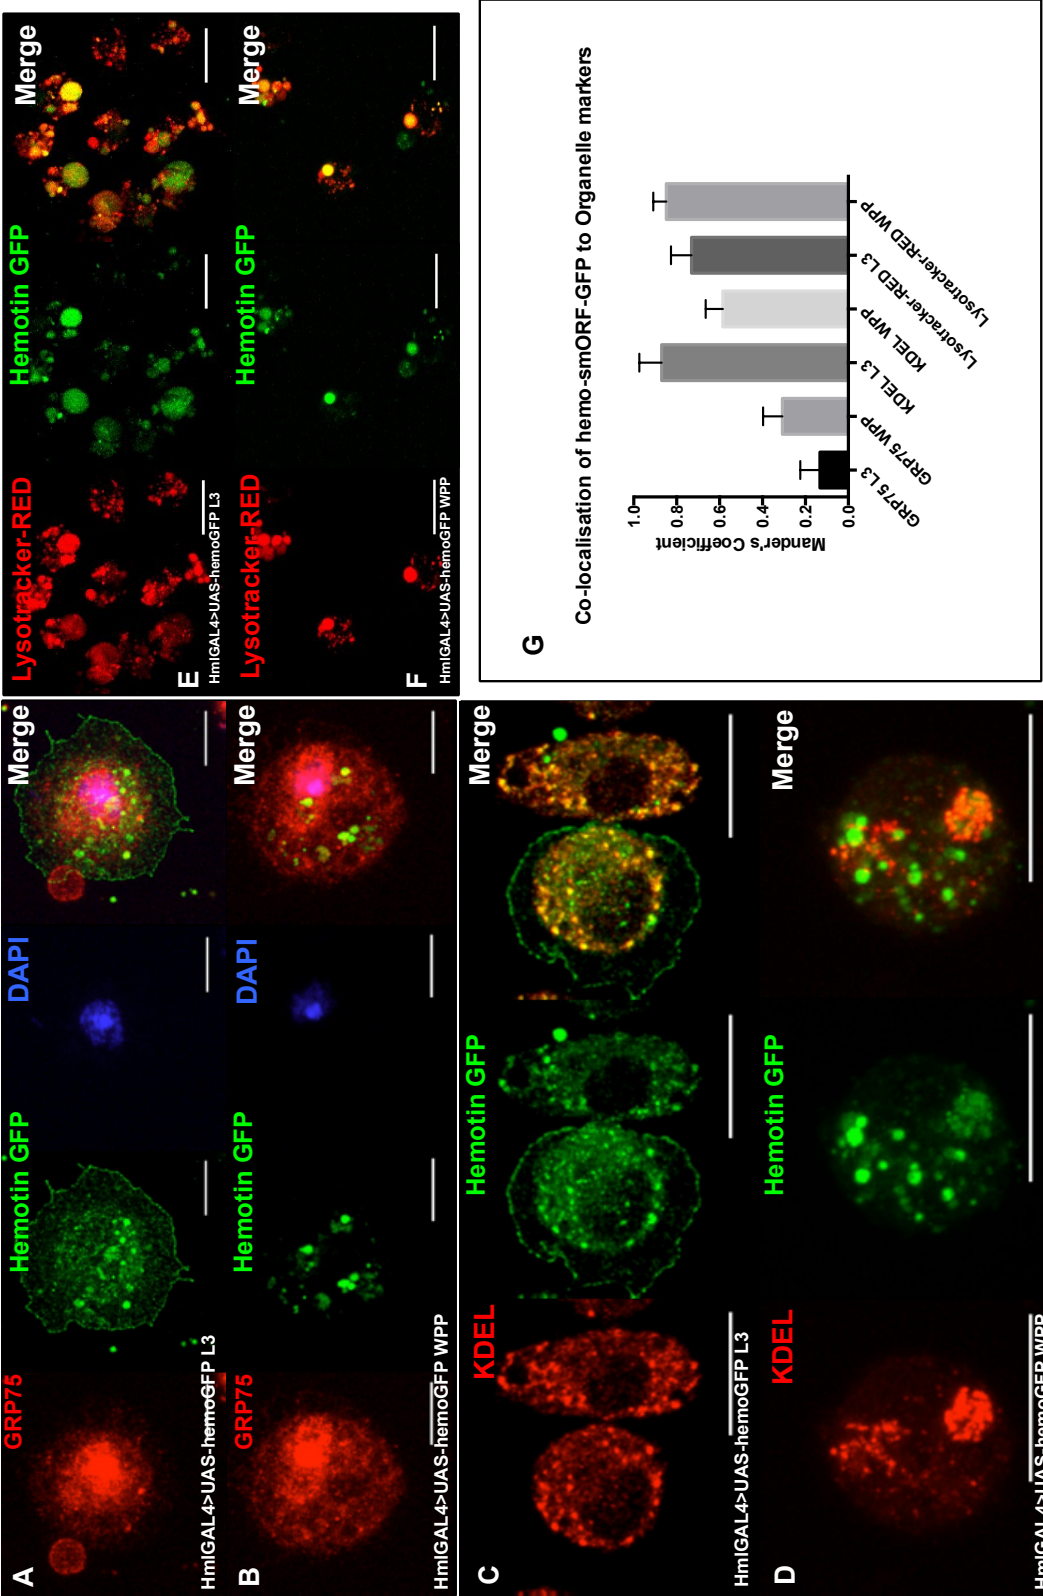 A
GRP75
Hemotin GFP
DAPI
Merge
HmlGAL4>UAS-hemoGFP L3
B
GRP75
Hemotin GFP
DAPI
Merge
HmlGAL4>UAS-hemoGFP WPP
C
KDEL
Hemotin GFP
Merge
HmlGAL4>UAS-hemoGFP L3
D
KDEL
Hemotin GFP
Merge
HmlGAL4>UAS-hemoGFP WPP
E
Lysotracker-RED
Hemotin GFP
Merge
HmlGAL4>UAS-hemoGFP L3
F
Lysotracker-RED
Hemotin GFP
Merge
HmlGAL4>UAS-hemoGFP WPP
G
Co-localisation of hemo-smORF-GFP to Organelle markers
Mander's Coefficient
1.0
0.8
0.6
0.4
0.2
0.0
GRP75 L3
GRP75 WPP
KDEL L3
KDEL WPP
Lysotracker-RED L3
Lysotracker-RED WPP